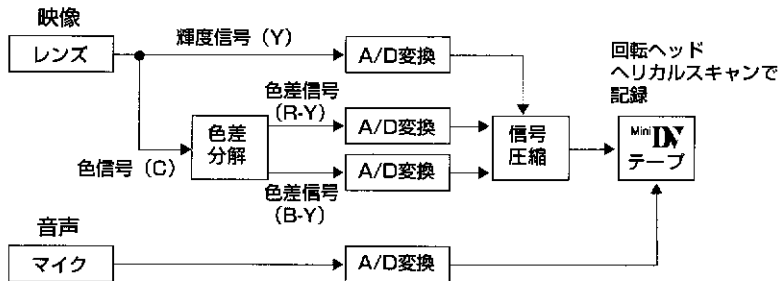 映像
レンズ
輝度信号(Y)
A/D変換
回転ヘッド
ヘリカルスキャンで
記録
色差信号
(R-Y)
A/D変換
色差
分解
信号
圧縮
Mini DV
テープ
色信号(C)
A/D変換
色差信号
(B-Y)
音声
マイク
A/D変換